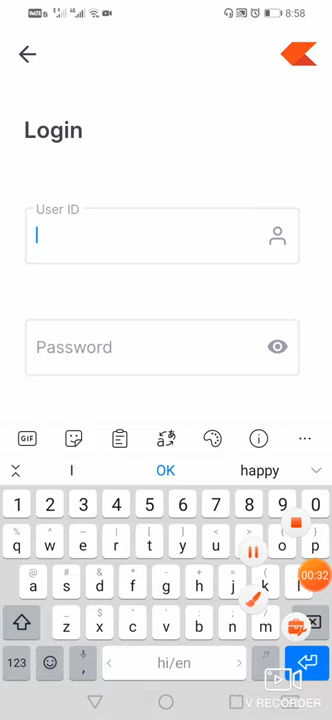 8:58
Login
User ID
Password
GIF
I OK happy
1 2 3 4 5 6 7 8 9 0
q w e r t y u o p
a s d f g h j k l
00:32
z x c v b n m
123 , hi/en
V RECORDER